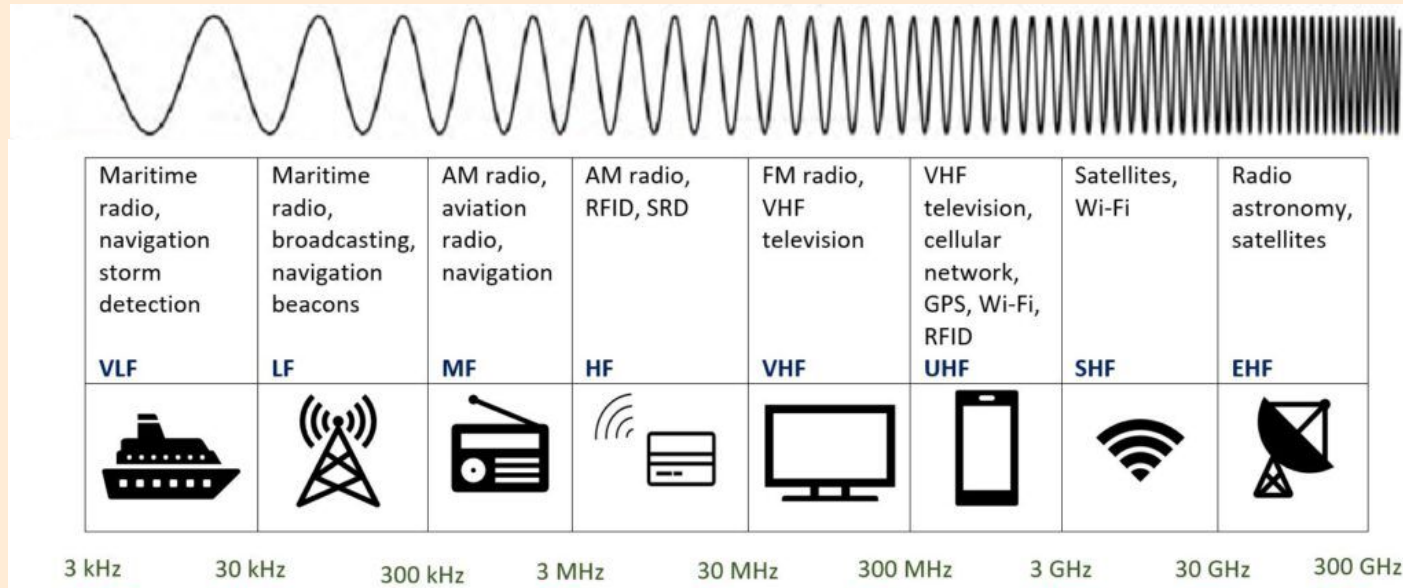 Maritime
radio,
navigation
storm
detection
VLF
Maritime
radio,
broadcasting,
navigation
beacons
LF
AM radio,
aviation
radio,
navigation
MF
AM radio,
RFID, SRD
HF
FM radio,
VHF
television
VHF
VHF
television,
cellular
network,
GPS, Wi-Fi,
RFID
UHF
Satellites,
Wi-Fi
SHF
Radio
astronomy,
satellites
EHF
3 kHz 30 kHz 300 kHz 3 MHz 30 MHz 300 MHz 3 GHz 30 GHz 300 GHz